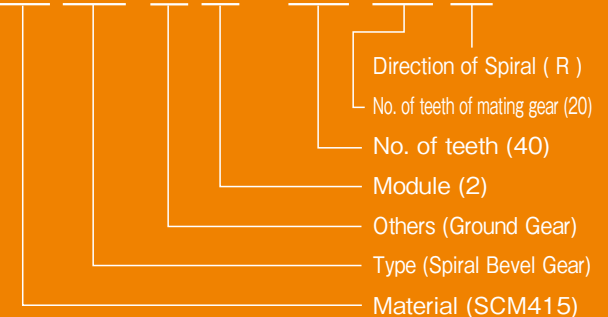 Direction of Spiral ( R )
No. of teeth of mating gear (20)
No. of teeth (40)
Module (2)
Others (Ground Gear)
Type (Spiral Bevel Gear)
Material (SCM415)